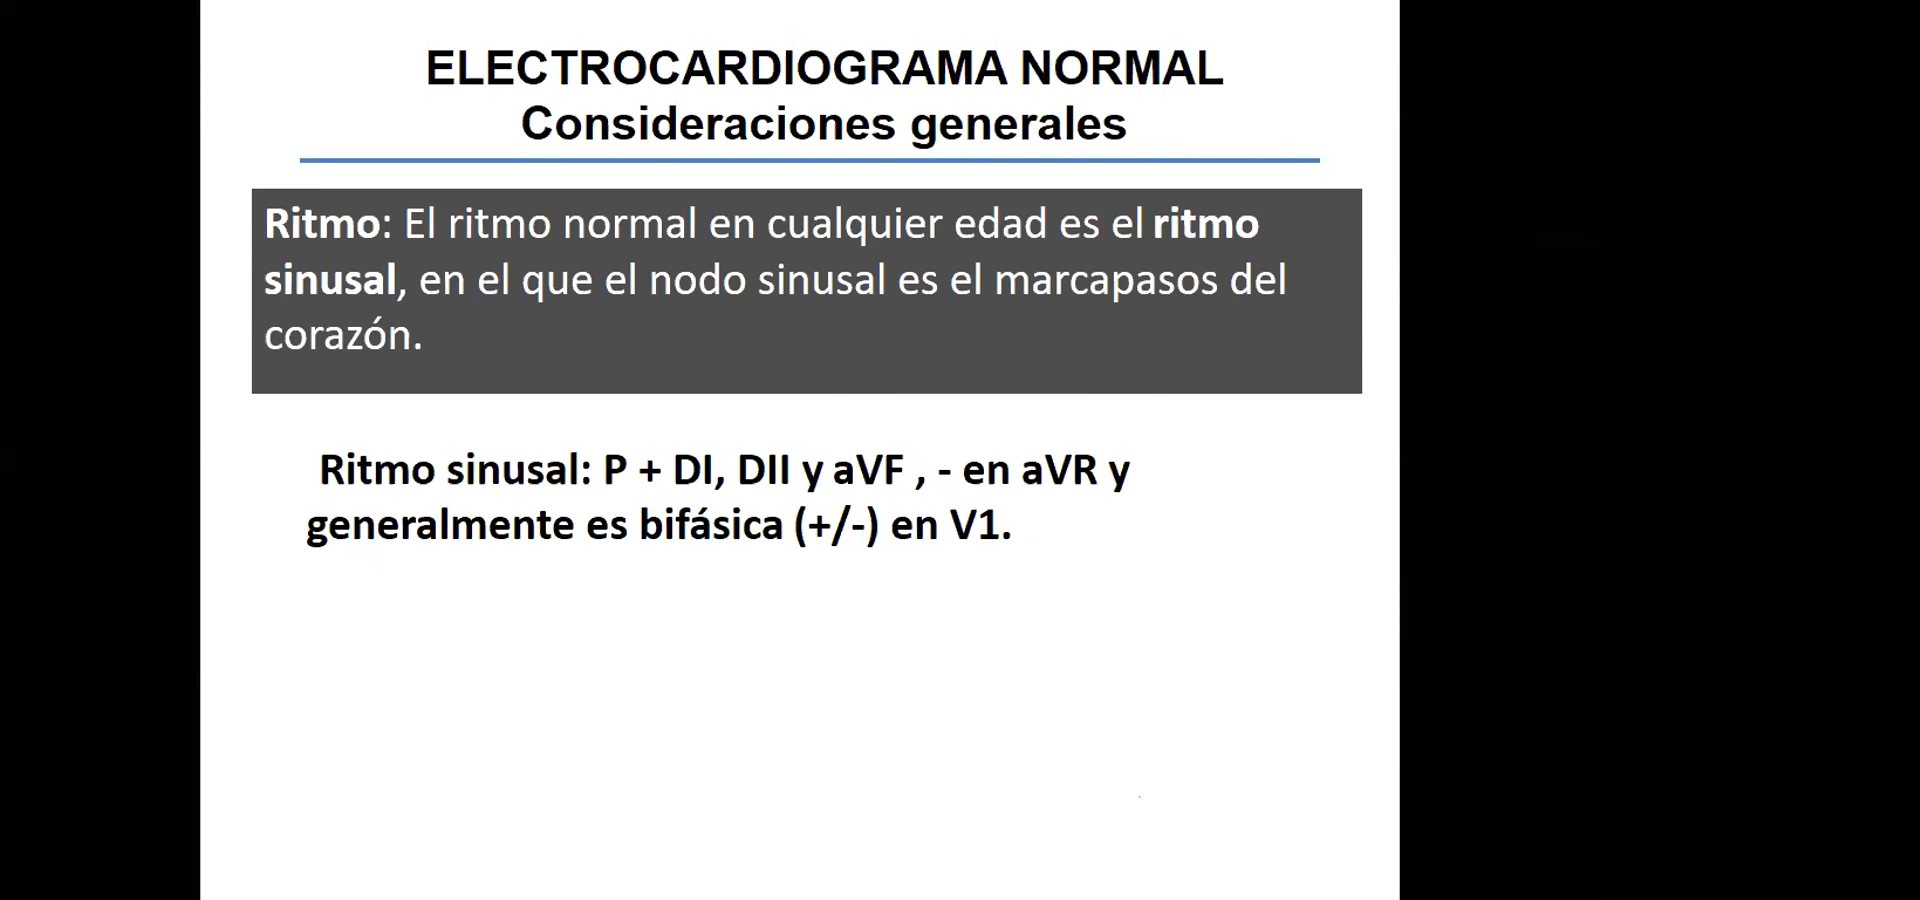 ELECTROCARDIOGRAMA NORMAL
Consideraciones generales
Ritmo: El ritmo normal en cualquier edad es el ritmo
sinusal, en el que el nodo sinusal es el marcapasos del
corazón.
Ritmo sinusal: P + DI, DII y aVF , - en aVR y
generalmente es bifásica (+/-) en V1.